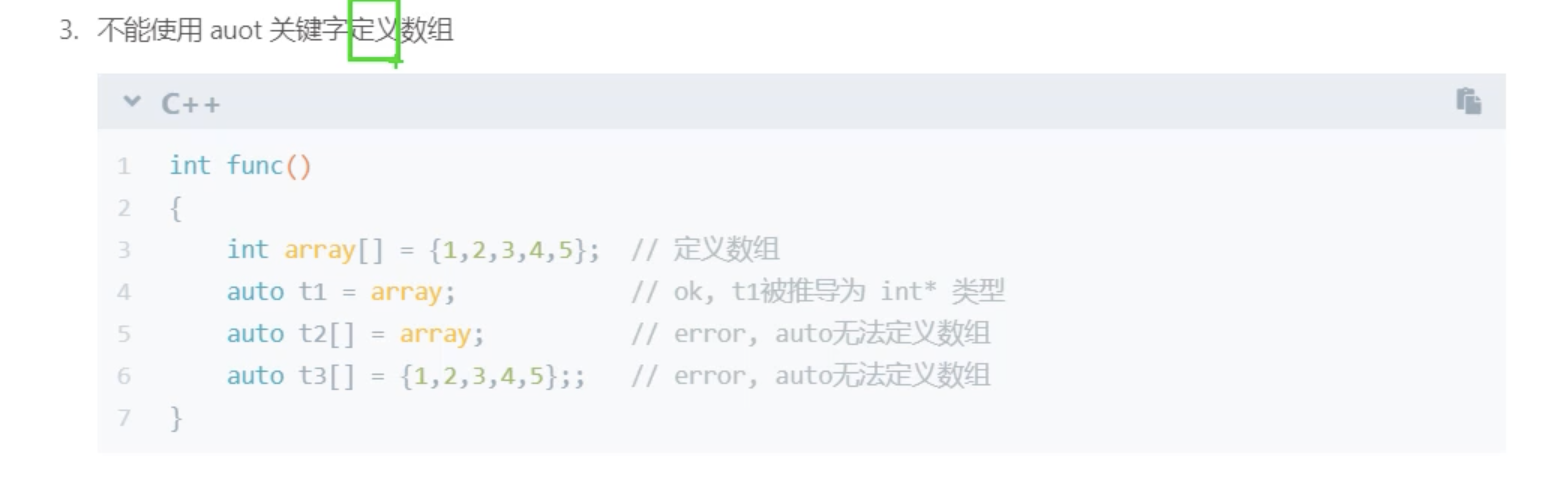 3. 不能使用 auot 关键字定义数组
C++
1 int func()
2 {
3     int array[] = {1,2,3,4,5};  // 定义数组
4     auto t1 = array;            // ok, t1被推导为 int* 类型
5     auto t2[] = array;          // error, auto无法定义数组
6     auto t3[] = {1,2,3,4,5};;   // error, auto无法定义数组
7 }